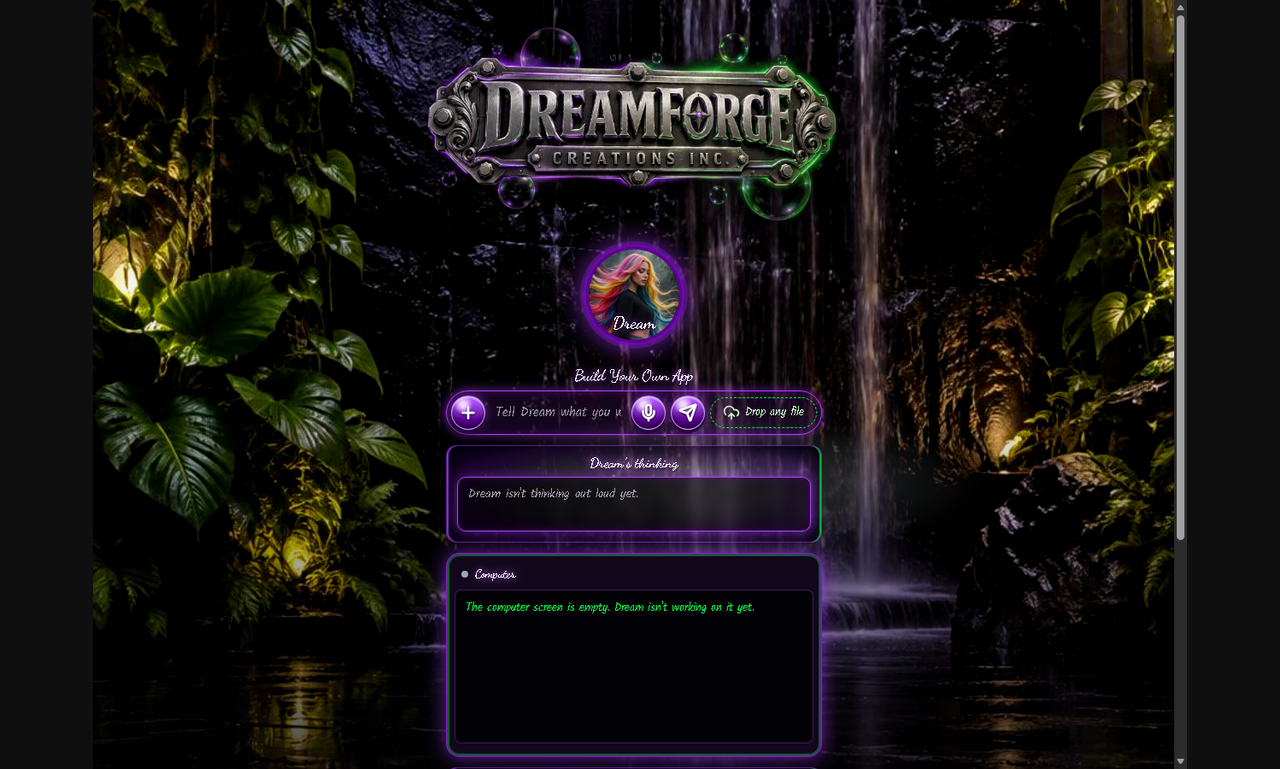 DREAMFORGE
CREATIONS INC.
Dream
Build Your Own App
Tell Dream what you w
Drop any file
Dream's thinking
Dream isn't thinking out loud yet.
Computer
The computer screen is empty. Dream isn't working on it yet.